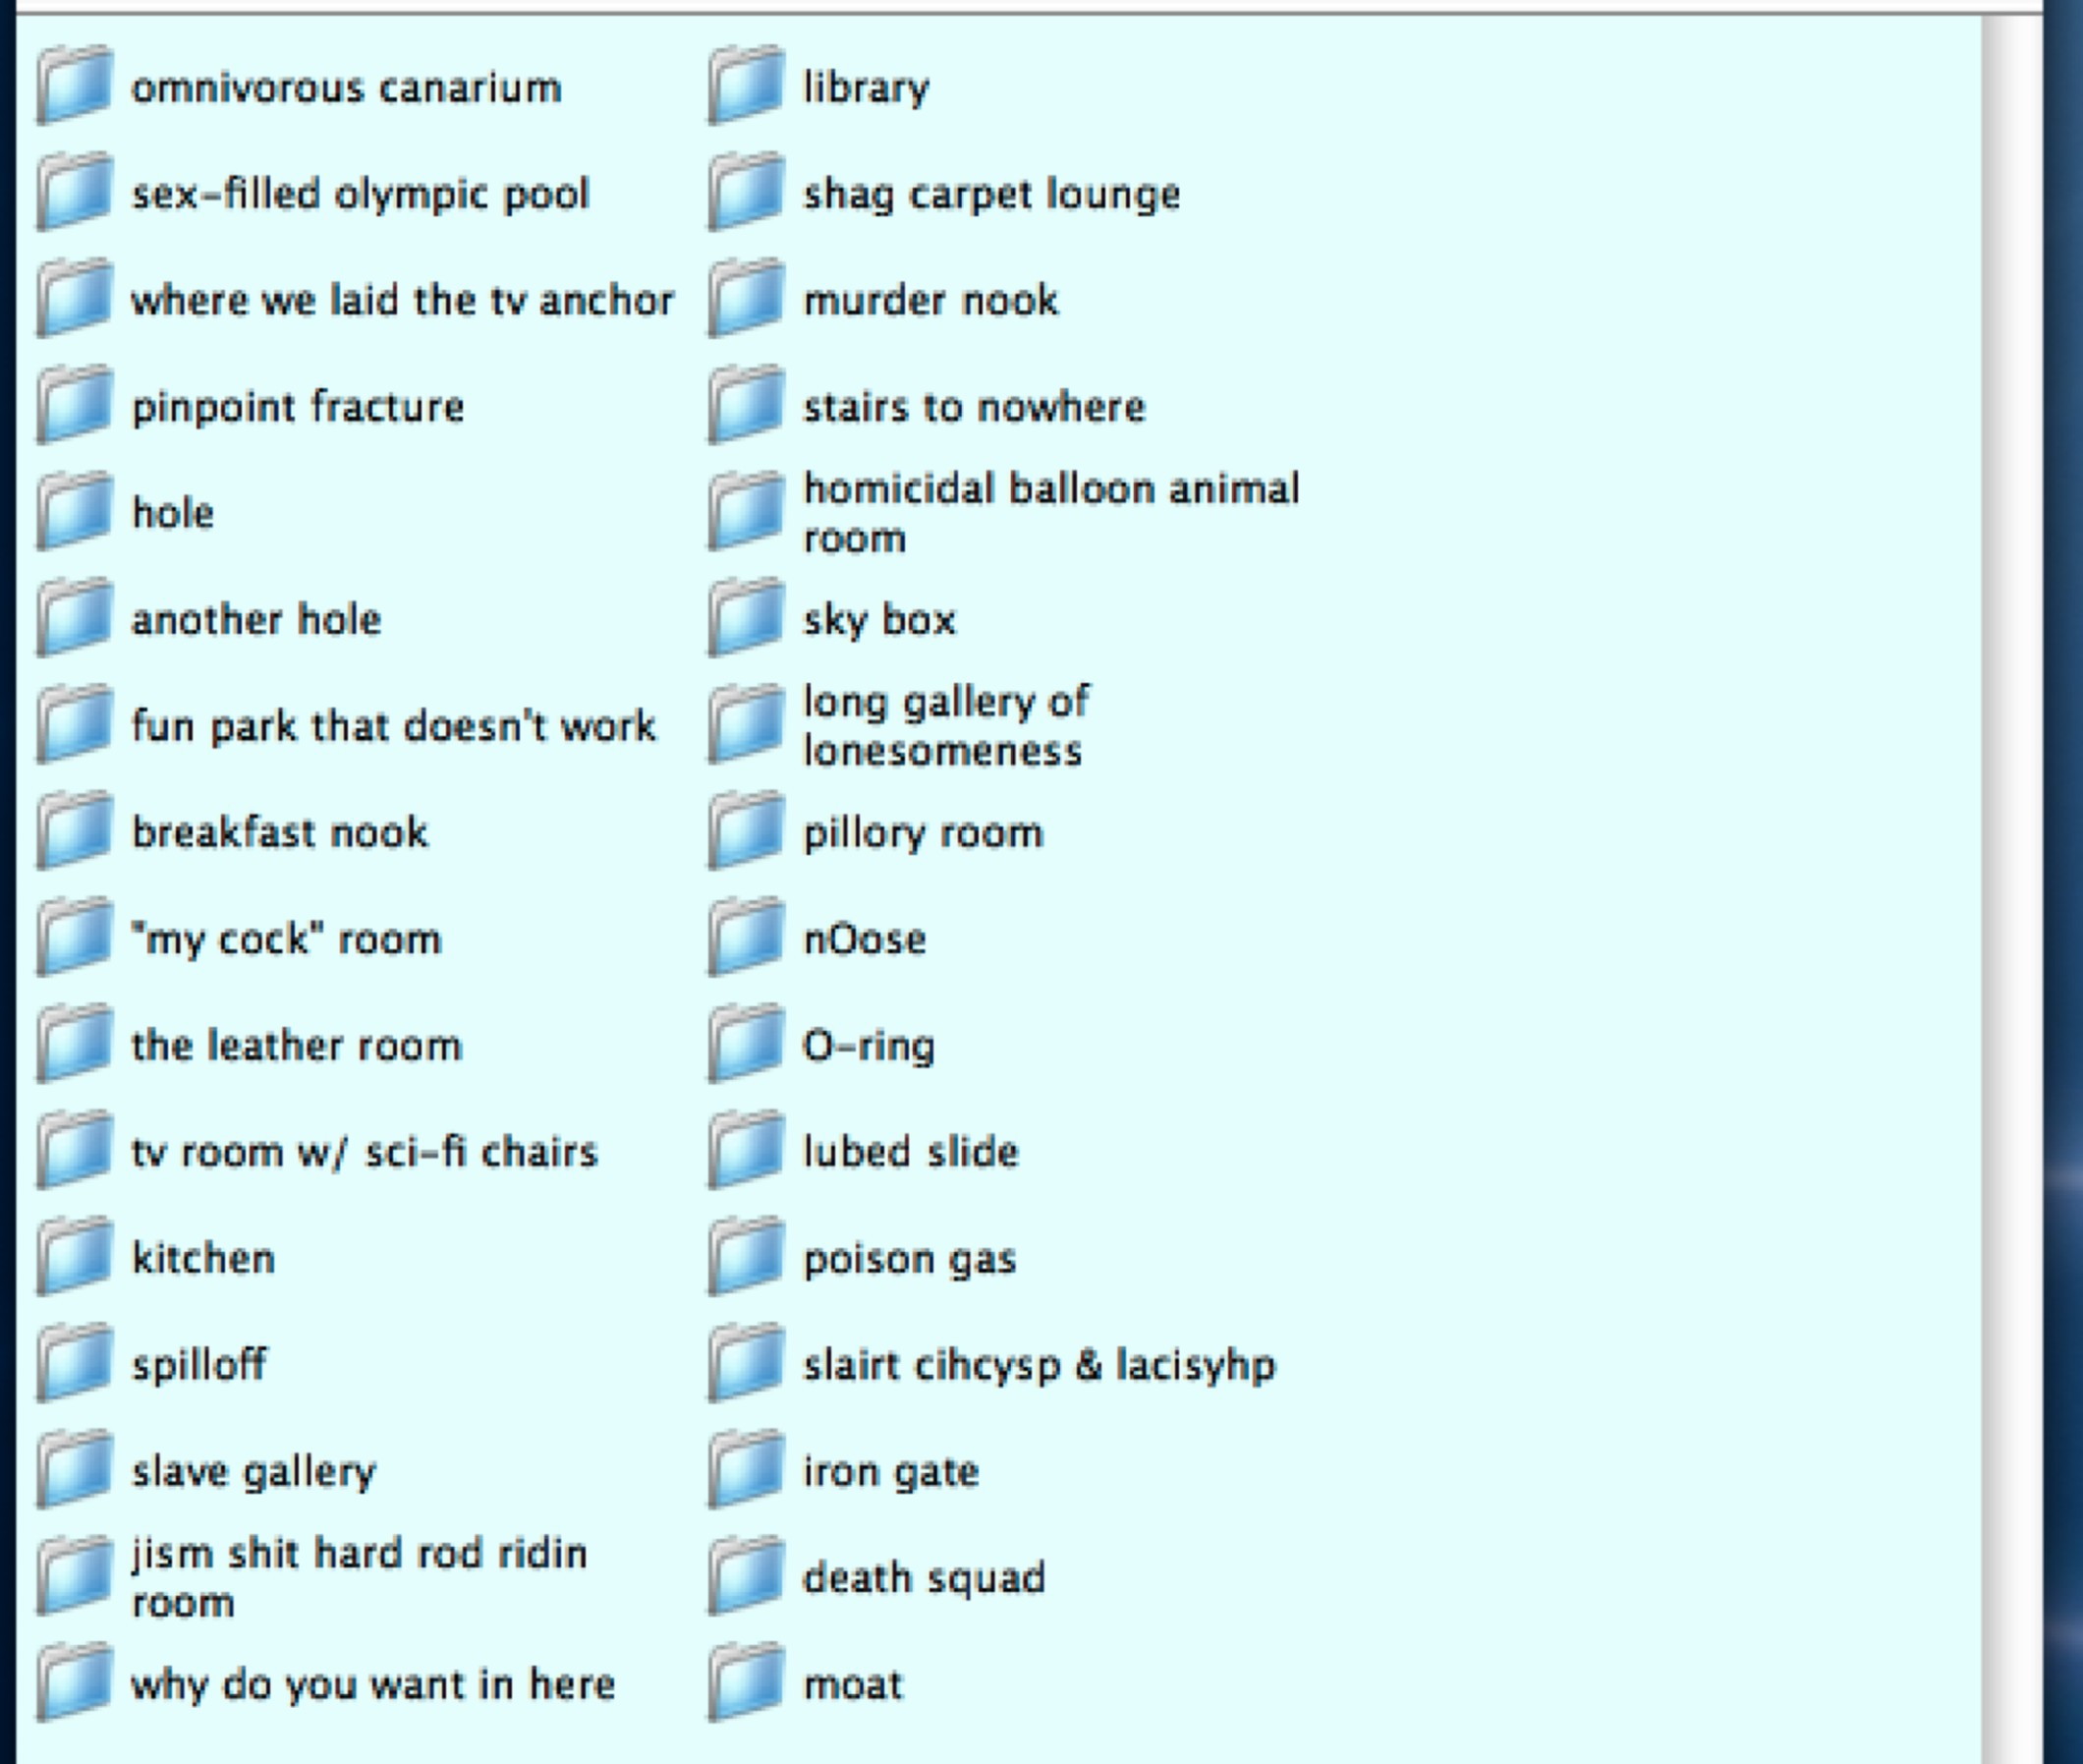 omnivorous canarium
sex-filled olympic pool
where we laid the tv anchor
pinpoint fracture
hole
another hole
fun park that doesn't work
breakfast nook
"my cock" room
the leather room
tv room w/ sci-fi chairs
kitchen
spilloff
slave gallery
jism shit hard rod ridin
room
why do you want in here
library
shag carpet lounge
murder nook
stairs to nowhere
homicidal balloon animal
room
sky box
long gallery of
lonesomeness
pillory room
nOose
O-ring
lubed slide
poison gas
slairt cihcysp & lacisyhp
iron gate
death squad
moat